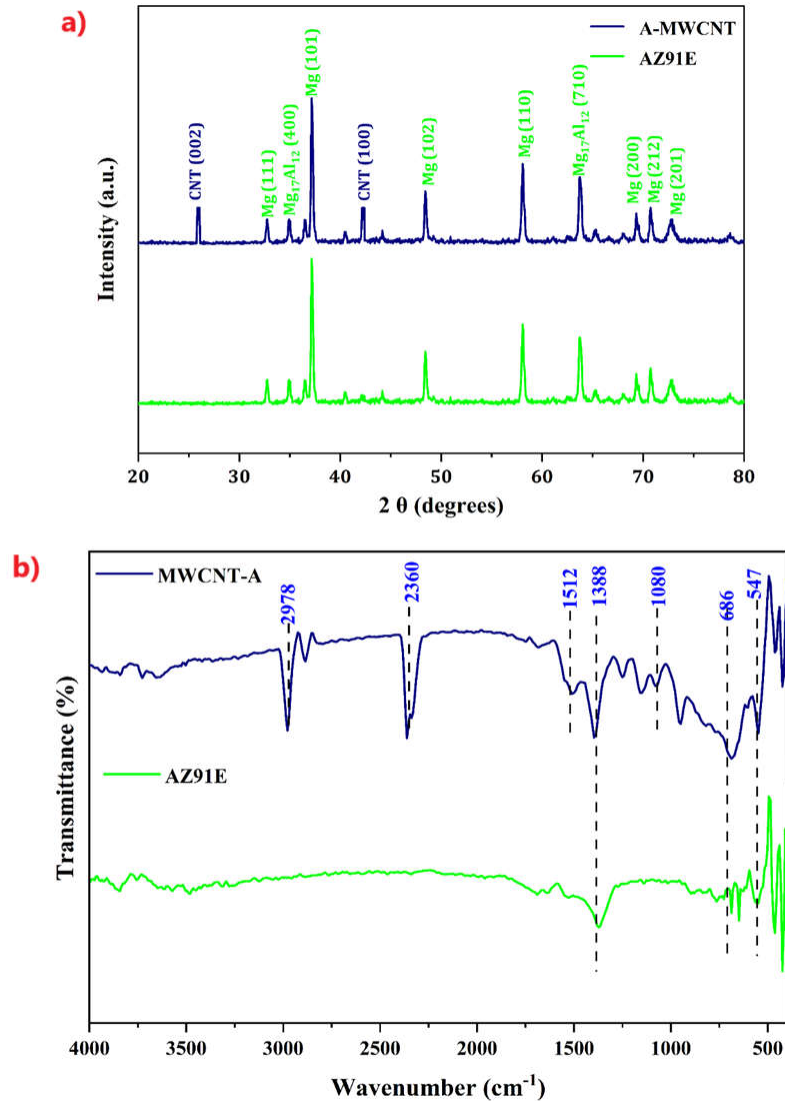 a)
A-MWCNT
AZ91E
CNT (002)
Mg (111)
Mg₁₇Al₁₂ (400)
Mg (101)
CNT (100)
Mg (102)
Mg (110)
Mg₁₇Al₁₂ (710)
Mg (200)
Mg (212)
Mg (201)
Intensity (a.u.)
20 30 40 50 60 70 80
2 θ (degrees)
b)
MWCNT-A
2978
2360
1512
1388
1080
686
547
AZ91E
Transmittance (%)
4000 3500 3000 2500 2000 1500 1000 500
Wavenumber (cm⁻¹)